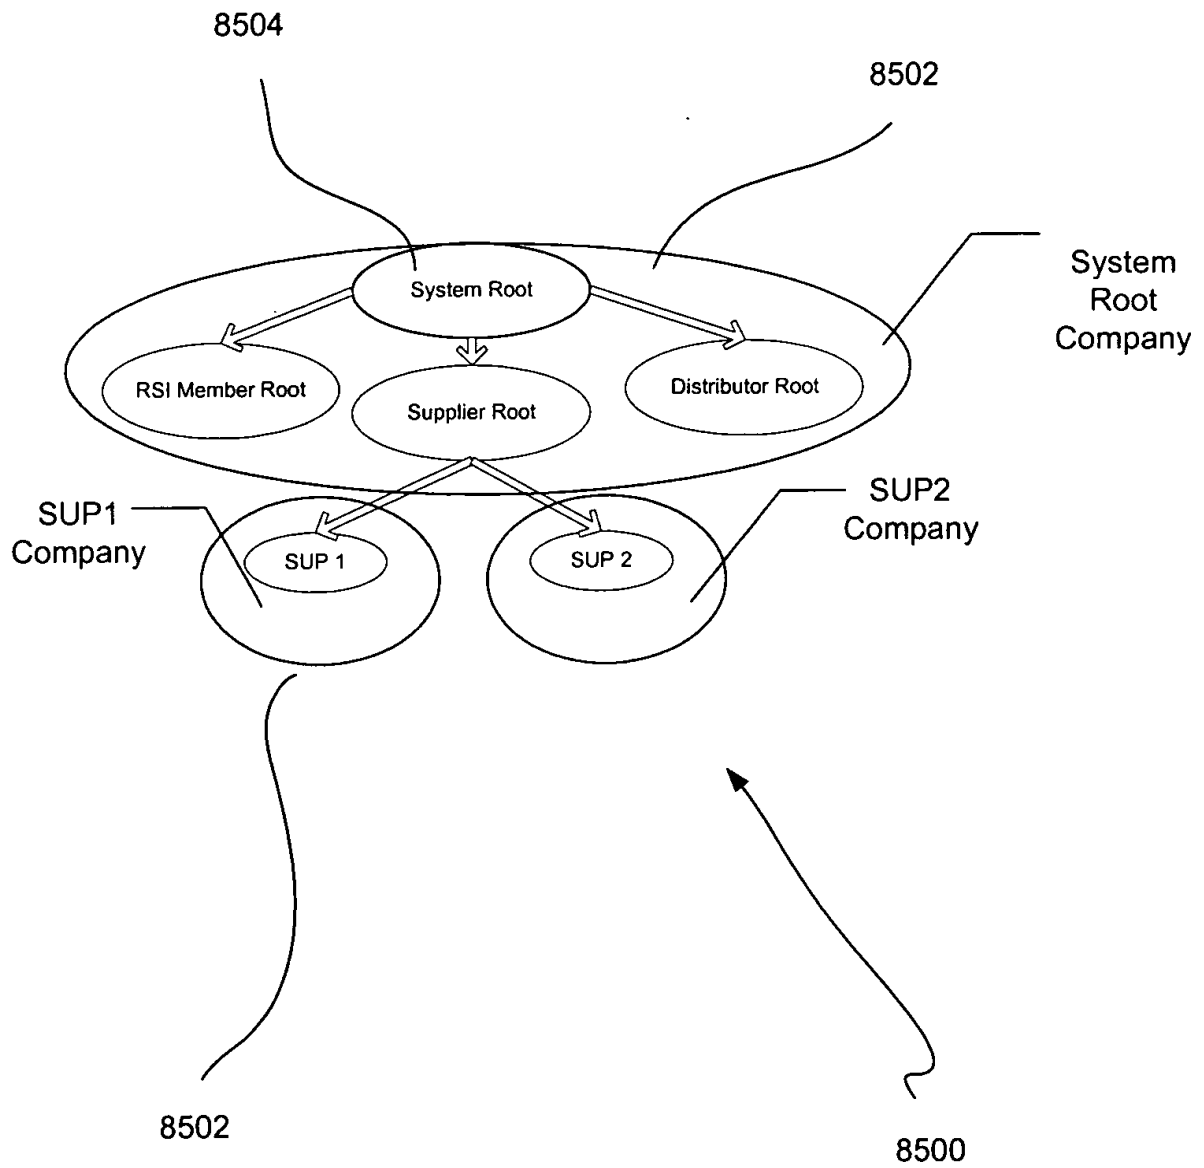 8504
8502
System
Root
Company
System Root
RSI Member Root
Supplier Root
Distributor Root
SUP1
Company
SUP2
Company
SUP 1
SUP 2
8502
8500